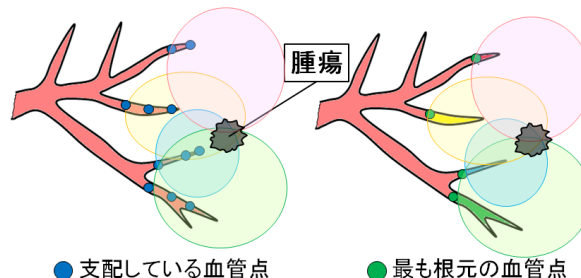 腫瘍
支配している血管点
最も根元の血管点